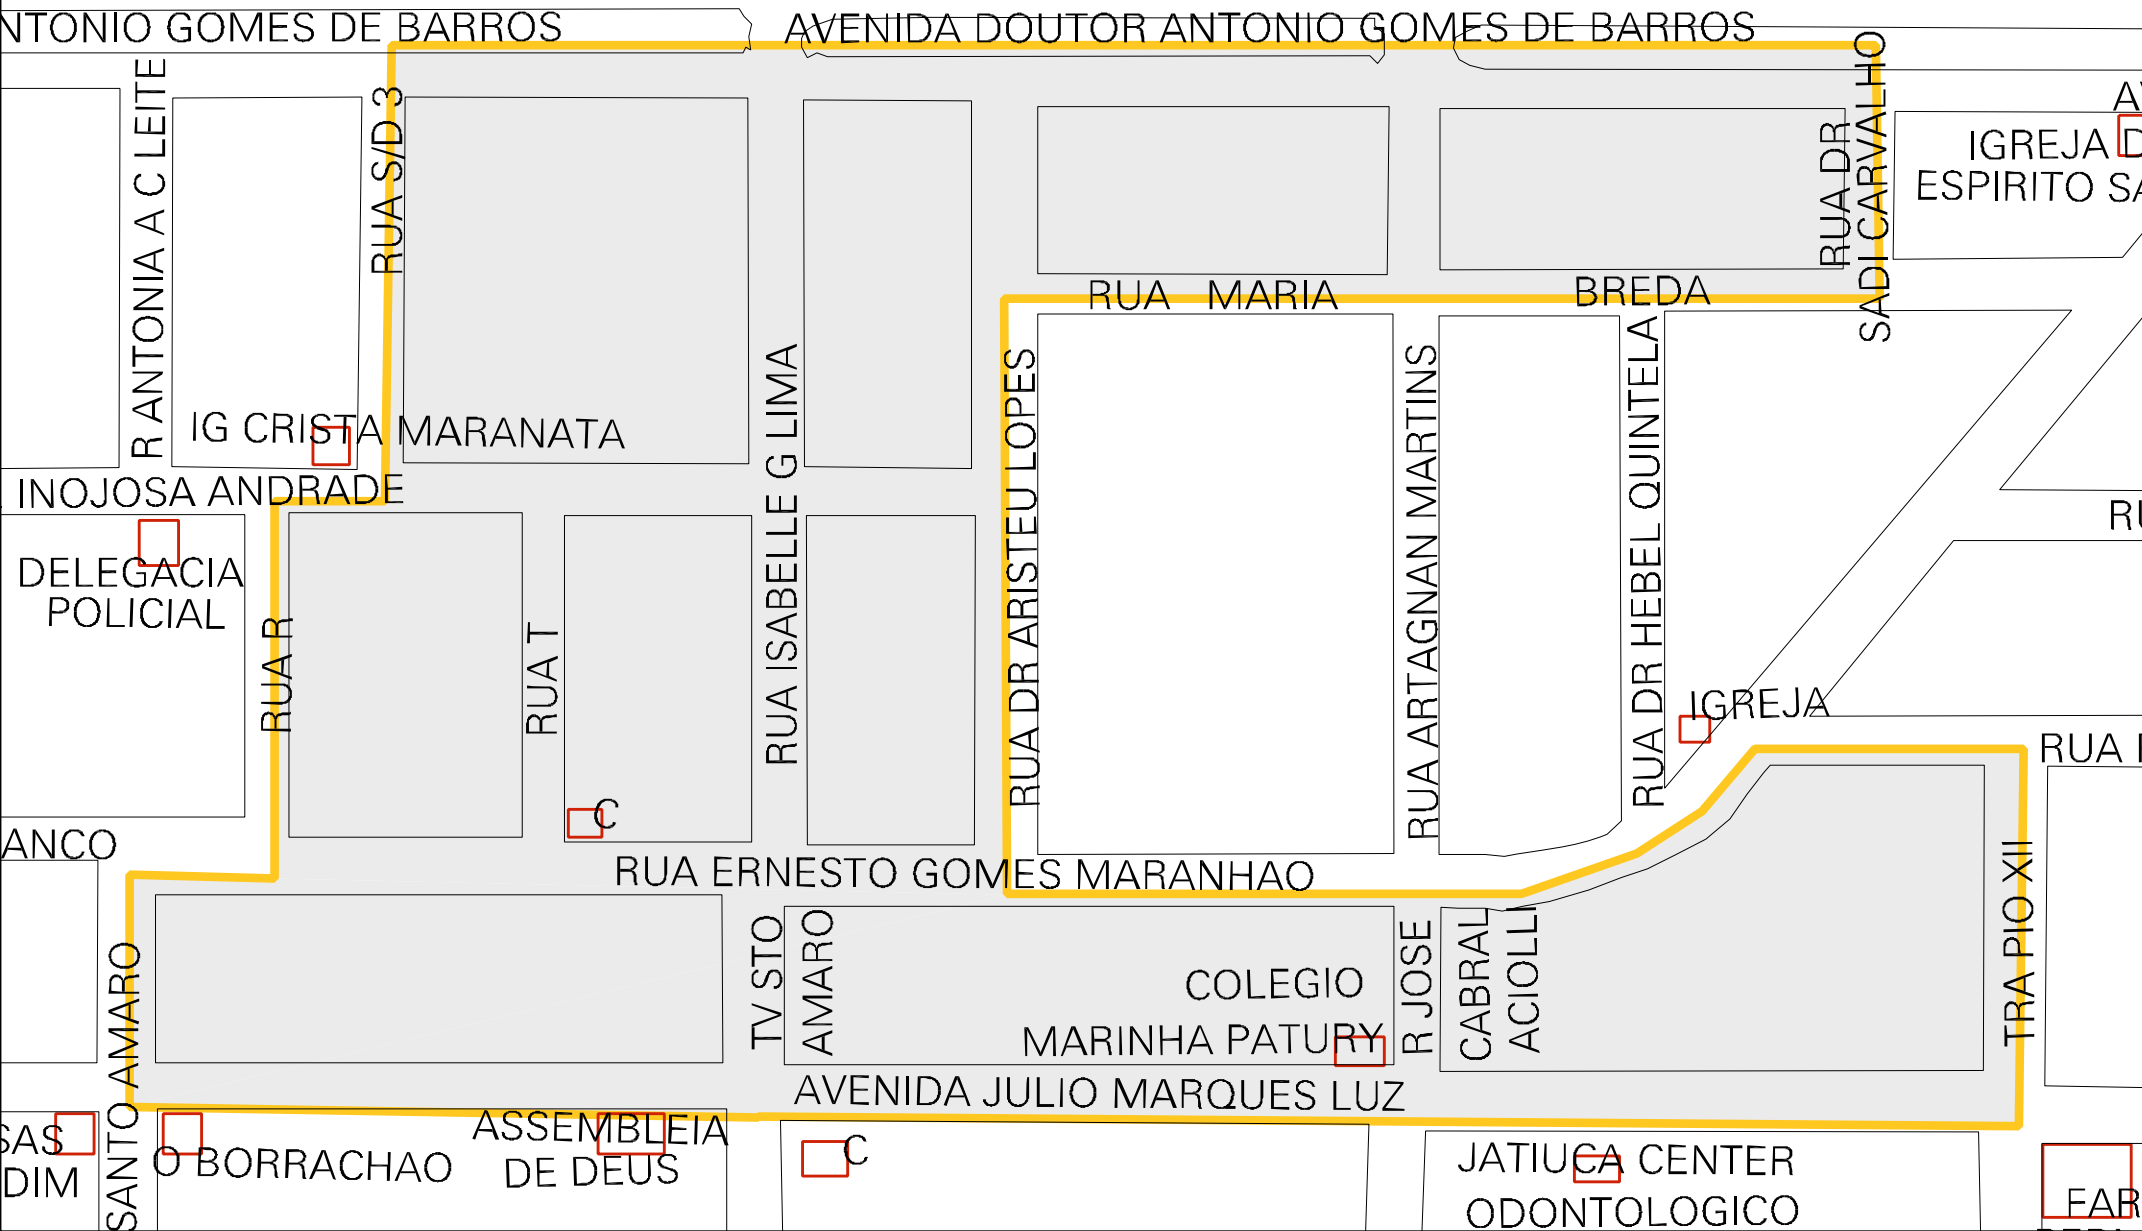 NTONIO GOMES DE BARROS
AVENIDA DOUTOR ANTONIO GOMES DE BARROS
R ANTONIA A C LEITE
RUA S/D 3
RUA DR
SADI CARVALHO
IGREJA
ESPIRITO
RUA MARIA BREDA
IG CRISTA MARANATA
INOJOSA ANDRADE
DELEGACIA
POLICIAL
RUA R
RUA T
RUA ISABELLE G LIMA
RUA DR ARISTEU LOPES
RUA ARTAGNAN MARTINS
RUA DR HEBEL QUINTELA
IGREJA
RUA
C
ANCO
RUA ERNESTO GOMES MARANHAO
SANTO AMARO
TV STO
AMARO
COLEGIO
MARINHA PATURY
R JOSE
CABRAL
ACIOLLI
TRA PIO XII
AVENIDA JULIO MARQUES LUZ
SAS
DIM
O BORRACHAO
ASSEMBLEIA
DE DEUS
C
JATIUCA CENTER
ODONTOLOGICO
FAR